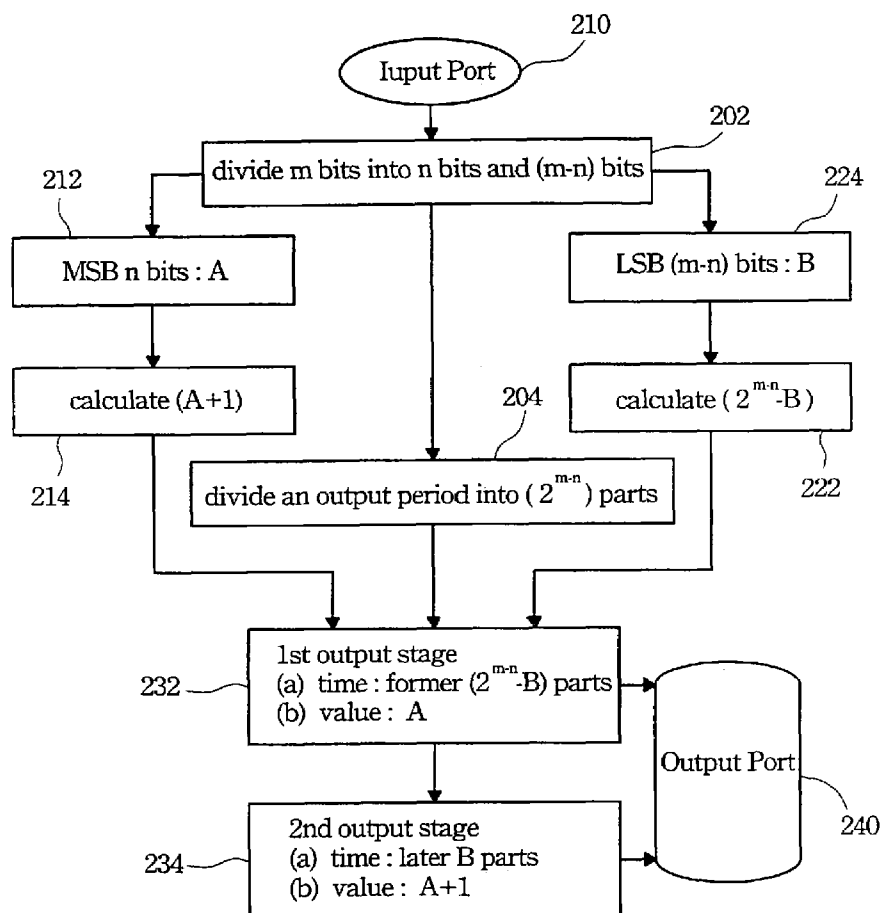 210
Iuput Port
202
divide m bits into n bits and (m-n) bits
212
224
MSB n bits : A
LSB (m-n) bits : B
calculate (A+1)
calculate ( 2^m-n -B)
204
214
222
divide an output period into ( 2^m-n ) parts
1st output stage
(a) time : former (2^m-n -B) parts
(b) value : A
232
Output Port
240
2nd output stage
(a) time : later B parts
(b) value : A+1
234